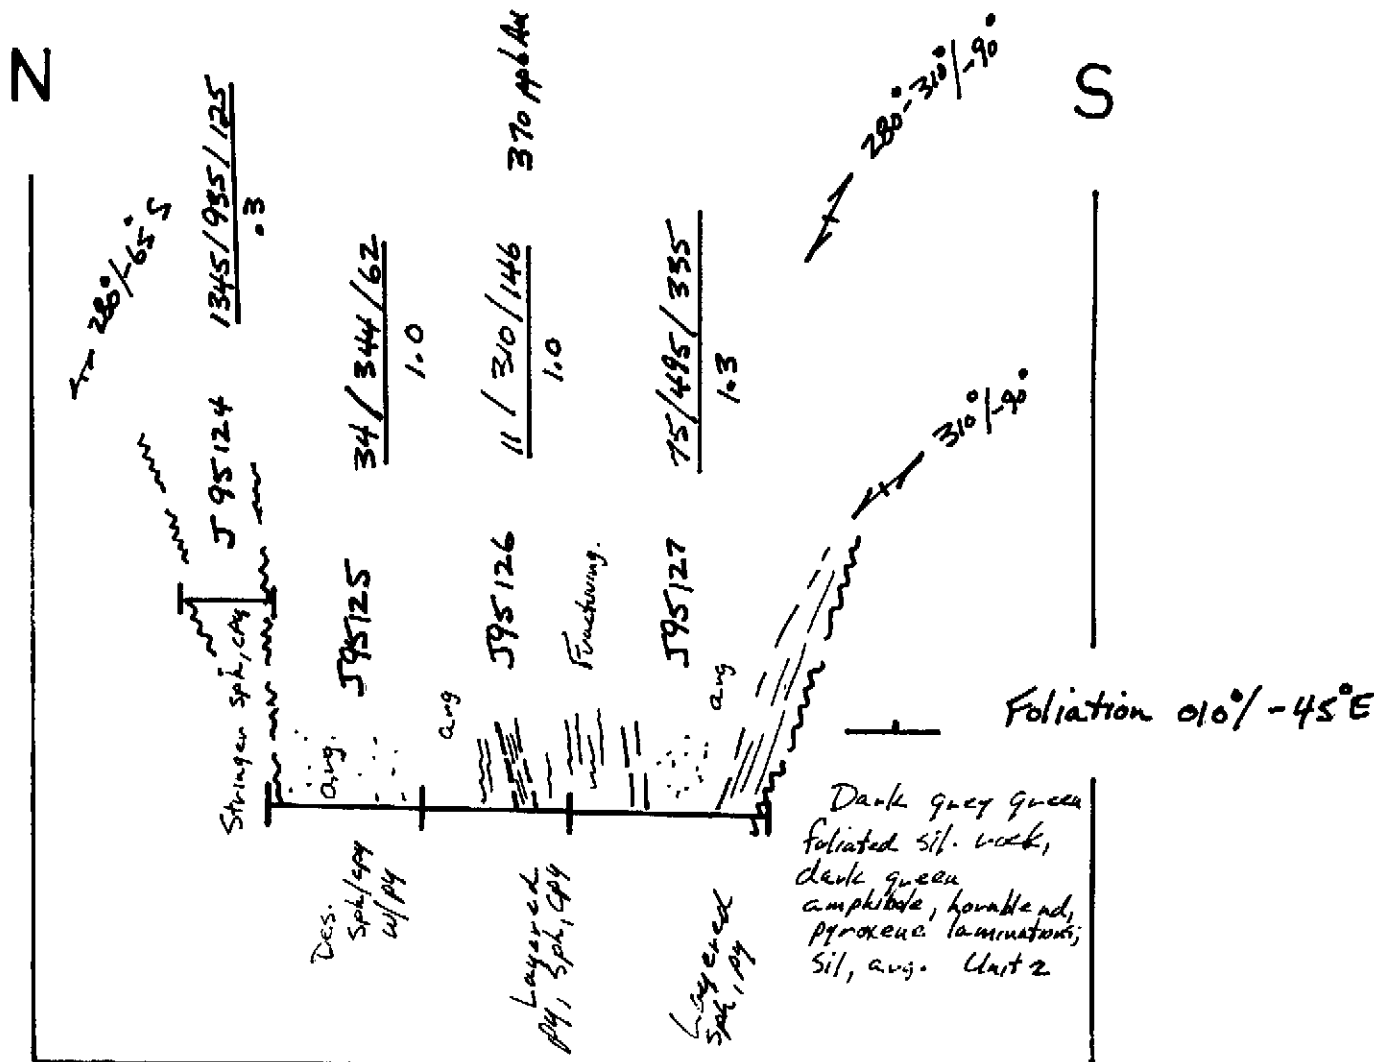 N
S
280°/-65°S
1345/935/125
.3
J95124
Stringer Sph, cpy
34/344/62
1.0
J95125
arg.
Des.
Sph/cpy
w/py
370 ppb Au
11/310/146
1.0
J95126
arg
Layered
py, sph, cpy
Fracturing.
75/495/335
1.3
J95127
arg
Layered
sph, py
280°-310°/-90°
310°/-90°
Foliation 010°/-45°E
Dark grey green
foliated sil. rock,
dark green
amphibole, hornblend,
pyroxene laminations;
sil, arg. Unit 2